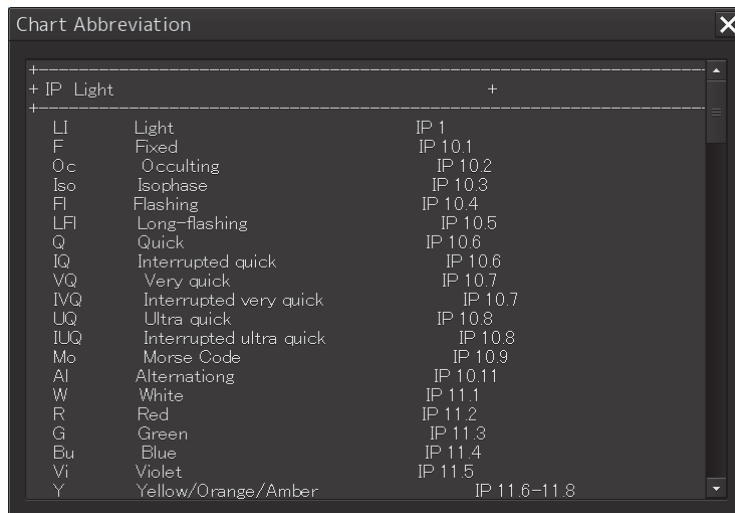 Chart Abbreviation
+ IP Light +
LI Light IP 1
F Fixed IP 10.1
Oc Occulting IP 10.2
Iso Isophase IP 10.3
Fl Flashing IP 10.4
LFl Long-flashing IP 10.5
Q Quick IP 10.6
IQ Interrupted quick IP 10.6
VQ Very quick IP 10.7
IVQ Interrupted very quick IP 10.7
UQ Ultra quick IP 10.8
IUQ Interrupted ultra quick IP 10.8
Mo Morse Code IP 10.9
Al Alternationg IP 10.11
W White IP 11.1
R Red IP 11.2
G Green IP 11.3
Bu Blue IP 11.4
Vi Violet IP 11.5
Y Yellow/Orange/Amber IP 11.6-11.8